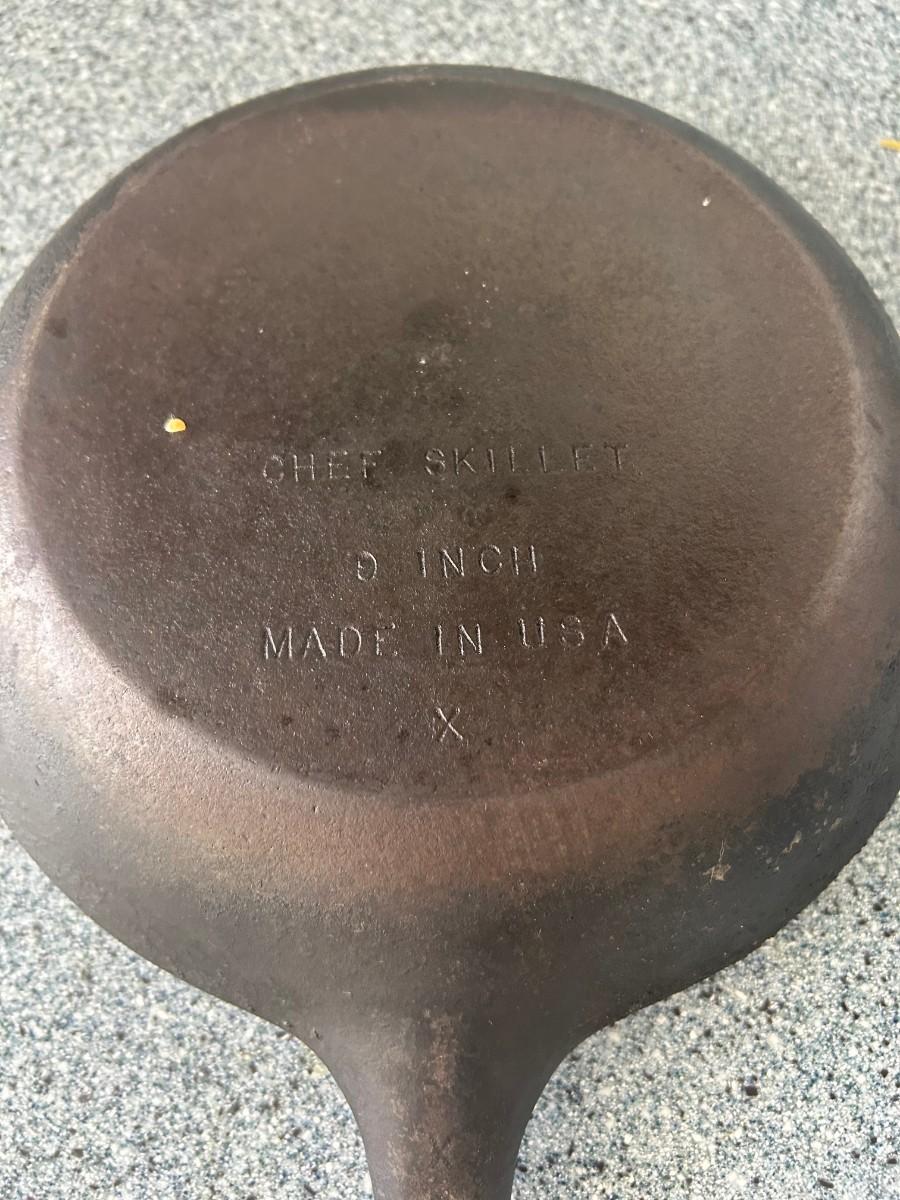 CHEF SKILLET
9 INCH
MADE IN USA
X